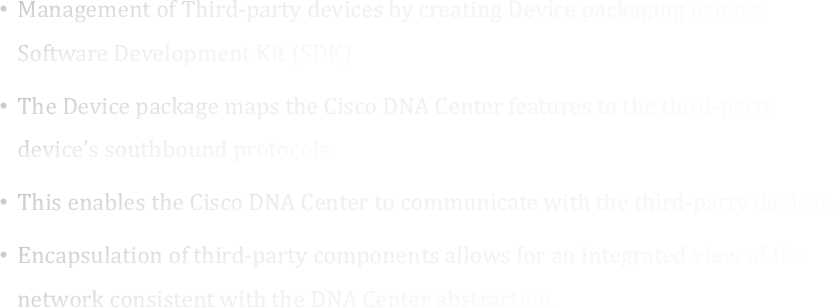 • Management of Third-party devices by creating Device packaging using a
Software Development Kit (SDK)
• The Device package maps the Cisco DNA Center features to the third-party
device's southbound protocols.
• This enables the Cisco DNA Center to communicate with the third-party devices
• Encapsulation of third-party components allows for an integrated view of the
network consistent with the DNA Center abstraction.